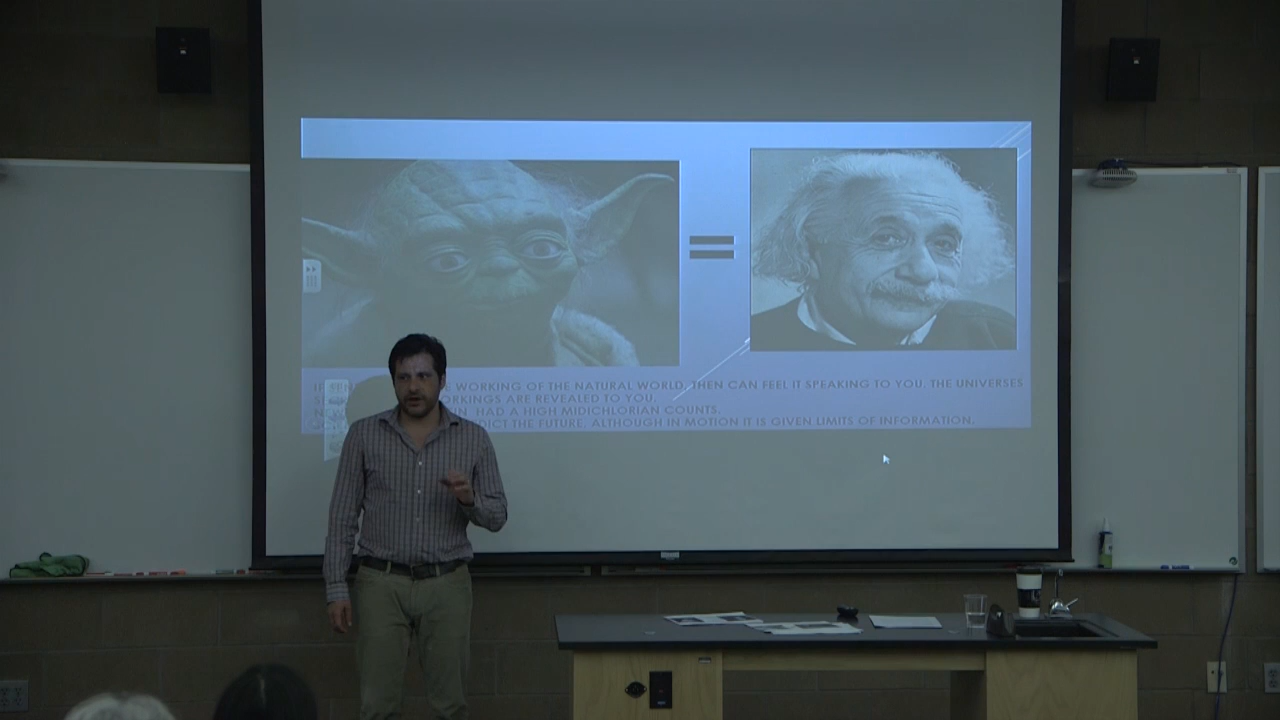 E WORKING OF THE NATURAL WORLD, THEN CAN FEEL IT SPEAKING TO YOU. THE UNIVERSES
ORKINGS ARE REVEALED TO YOU.
HAD A HIGH MIDICHLORIAN COUNTS.
DICT THE FUTURE. ALTHOUGH IN MOTION IT IS GIVEN LIMITS OF INFORMATION.